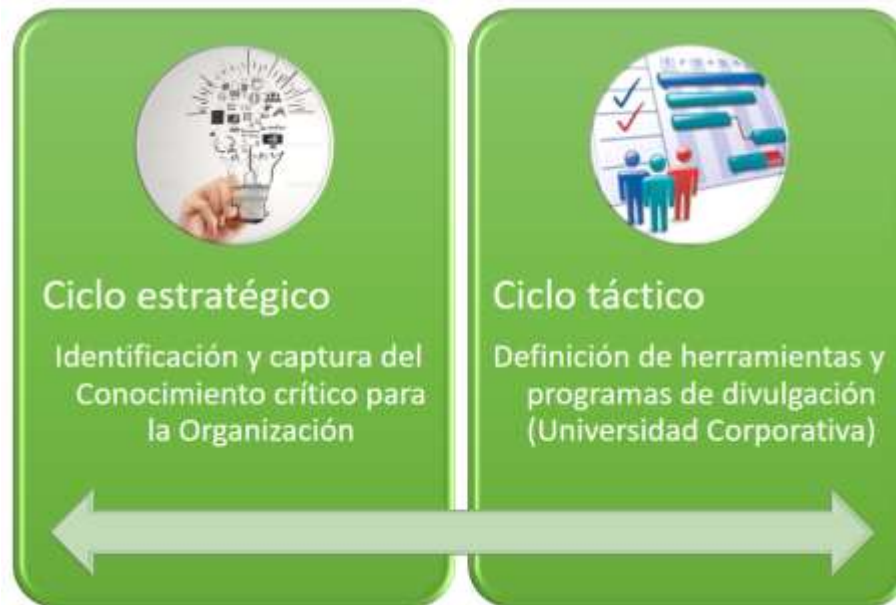 Ciclo estratégico
Identificación y captura del
Conocimiento crítico para
la Organización
Ciclo táctico
Definición de herramientas y
programas de divulgación
(Universidad Corporativa)